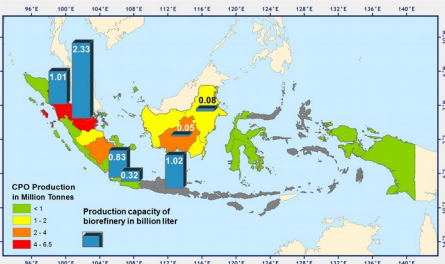 96°E 100°E 104°E 108°E 112°E 116°E 120°E 124°E 128°E 132°E 136°E 140°E
2.33
1.01
0.08
0.05
0.83
1.02
0.32
CPO Production
in Million Tonnes
< 1
1 - 2
2 - 4
4 - 6.5
Production capacity of
biorefinery in billion liter
96°E 100°E 104°E 108°E 112°E 116°E 120°E 124°E 128°E 132°E 136°E 140°E